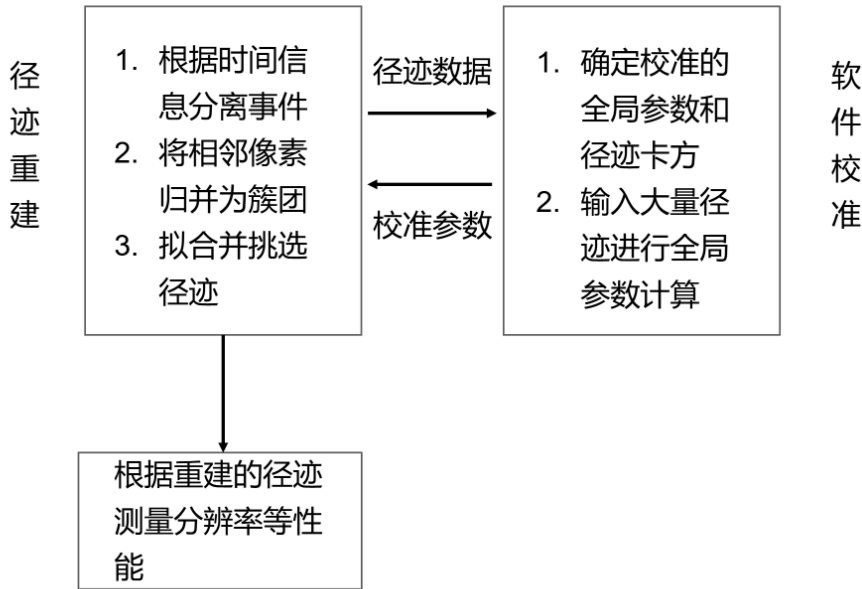 径迹重建
1. 根据时间信
息分离事件
2. 将相邻像素
归并为簇团
3. 拟合并挑选
径迹
径迹数据
校准参数
1. 确定校准的
全局参数和
径迹卡方
2. 输入大量径
迹进行全局
参数计算
软件校准
根据重建的径迹
测量分辨率等性
能